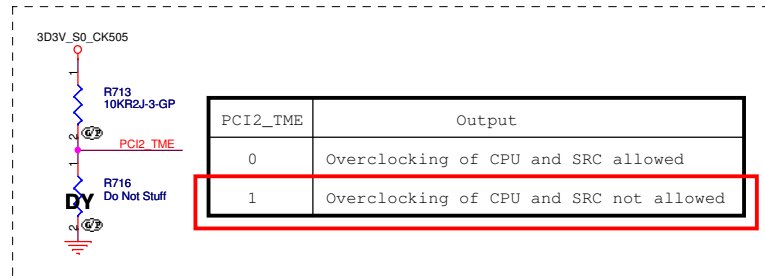 3D3V_S0_CK505
1
R713
10KR2J-3-GP
2
PCI2_TME
1
R716
DY Do Not Stuff
2
PCI2_TME Output
0 Overclocking of CPU and SRC allowed
1 Overclocking of CPU and SRC not allowed